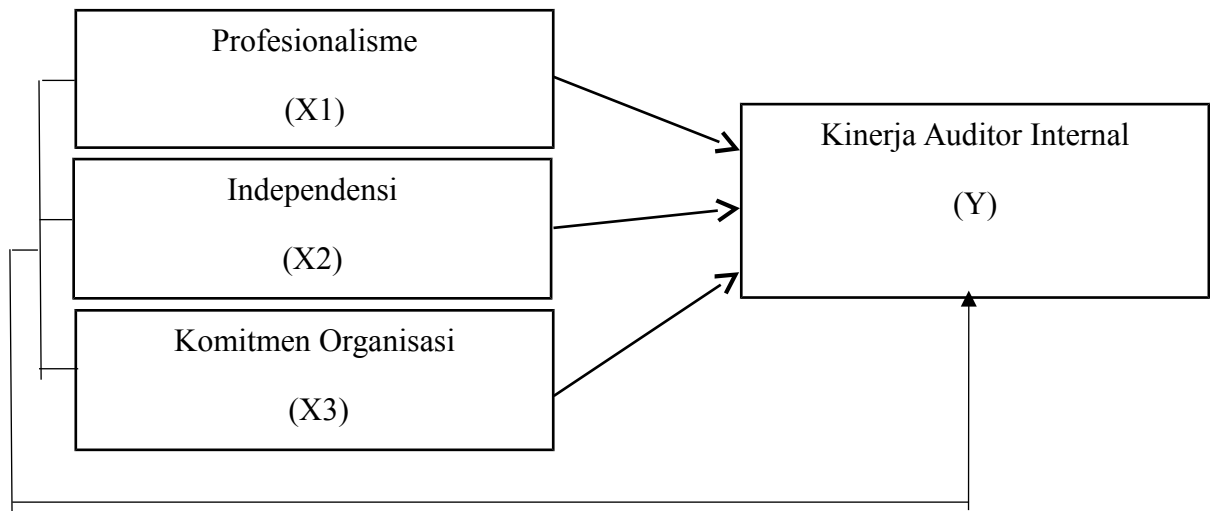 Profesionalisme
(X1)
Independensi
(X2)
Komitmen Organisasi
(X3)
Kinerja Auditor Internal
(Y)